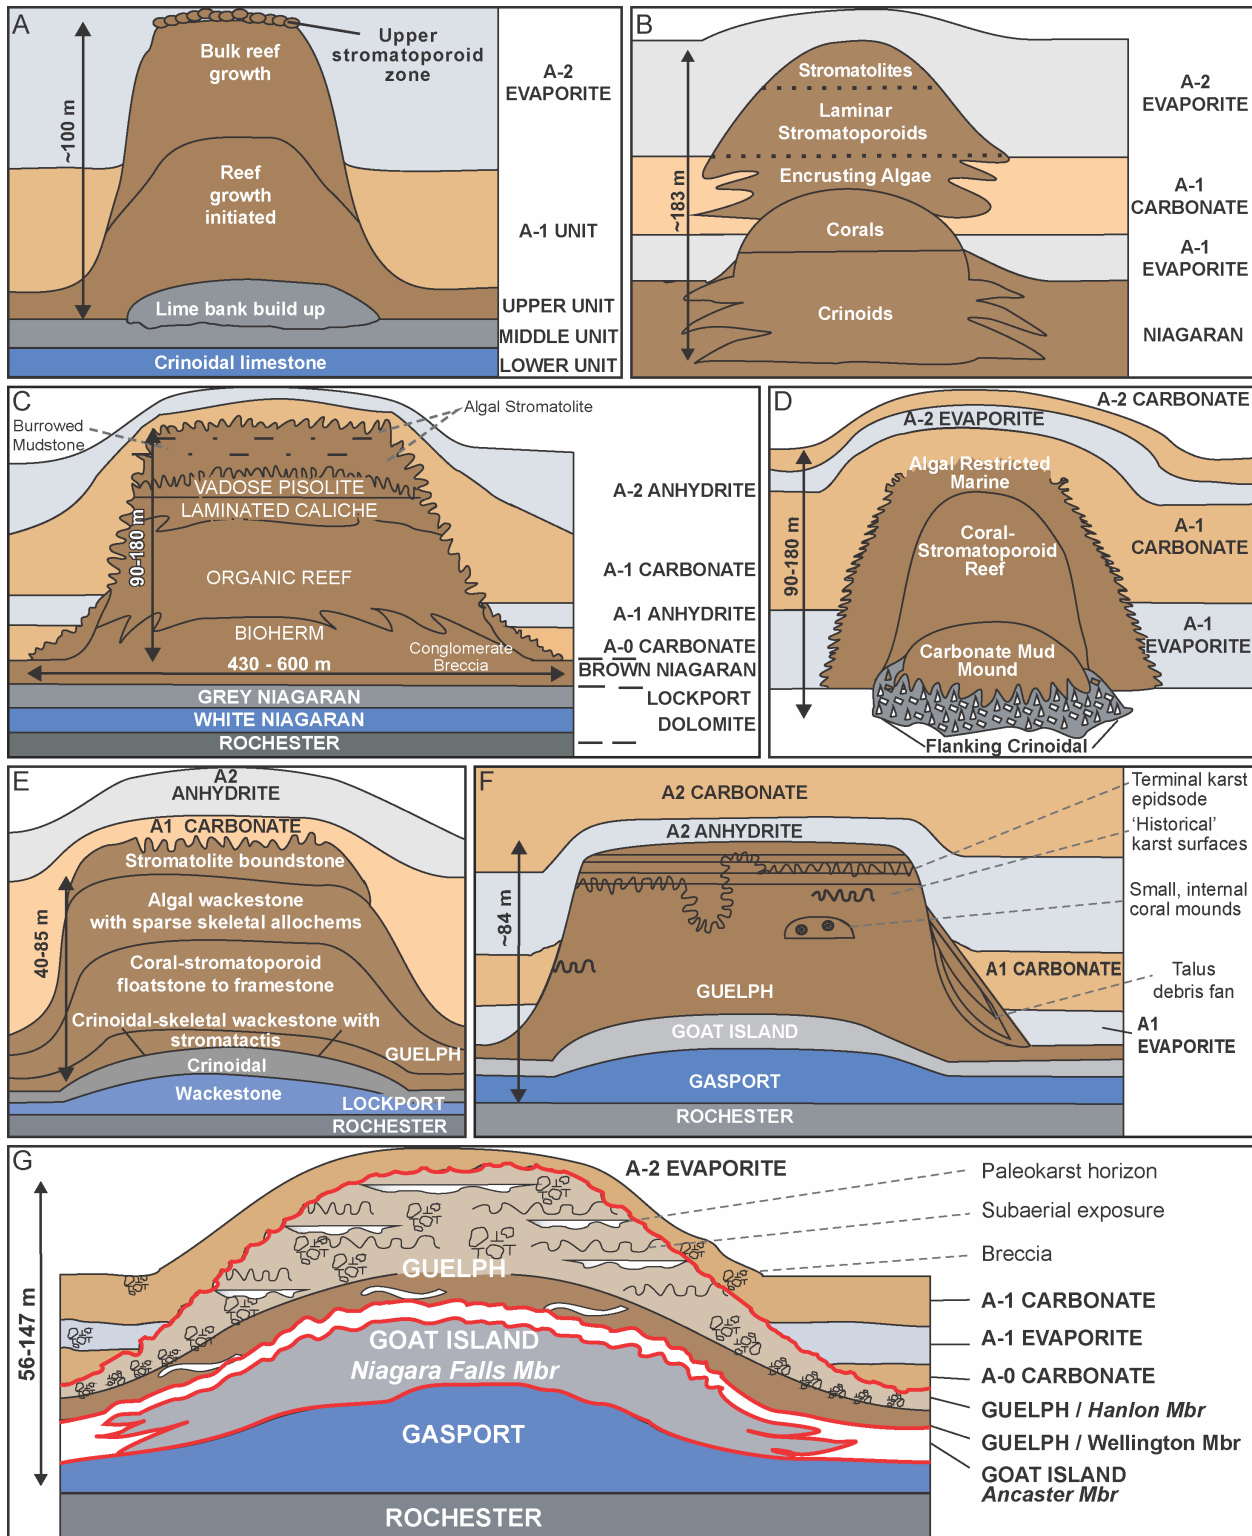 A
Upper
stromatoporoid
zone
Bulk reef
growth
~100 m
Reef
growth
initiated
Lime bank build up
Crinoidal limestone
A-2
EVAPORITE
A-1 UNIT
UPPER UNIT
MIDDLE UNIT
LOWER UNIT
B
Stromatolites
Laminar
Stromatoporoids
Encrusting Algae
~183 m
Corals
Crinoids
A-2
EVAPORITE
A-1
CARBONATE
A-1
EVAPORITE
NIAGARAN
C
Algal Stromatolite
Burrowed
Mudstone
VADOSE PISOLITE
LAMINATED CALICHE
90-180 m
ORGANIC REEF
BIOHERM
Conglomerate
Breccia
430 - 600 m
GREY NIAGARAN
WHITE NIAGARAN
ROCHESTER
A-2 ANHYDRITE
A-1 CARBONATE
A-1 ANHYDRITE
A-0 CARBONATE
BROWN NIAGARAN
LOCKPORT
DOLOMITE
D
A-2 CARBONATE
A-2 EVAPORITE
Algal Restricted
Marine
Coral-
Stromatoporoid
Reef
A-1
CARBONATE
90-180 m
A-1
EVAPORITE
Carbonate Mud
Mound
Flanking Crinoidal
E
A2
ANHYDRITE
A1 CARBONATE
Stromatolite boundstone
Algal wackestone
with sparse skeletal allochems
40-85 m
Coral-stromatoporoid
floatstone to framestone
Crinoidal-skeletal wackestone with
stromatactis
GUELPH
Crinoidal
Wackestone
LOCKPORT
ROCHESTER
F
A2 CARBONATE
A2 ANHYDRITE
~84 m
GUELPH
GOAT ISLAND
GASPORT
ROCHESTER
A1 CARBONATE
Terminal karst
epidsode
‘Historical’
karst surfaces
Small, internal
coral mounds
Talus
debris fan
A1
EVAPORITE
G
A-2 EVAPORITE
Paleokarst horizon
Subaerial exposure
Breccia
56-147 m
GUELPH
GOAT ISLAND
Niagara Falls Mbr
GASPORT
ROCHESTER
A-1 CARBONATE
A-1 EVAPORITE
A-0 CARBONATE
GUELPH / Hanlon Mbr
GUELPH / Wellington Mbr
GOAT ISLAND
Ancaster Mbr